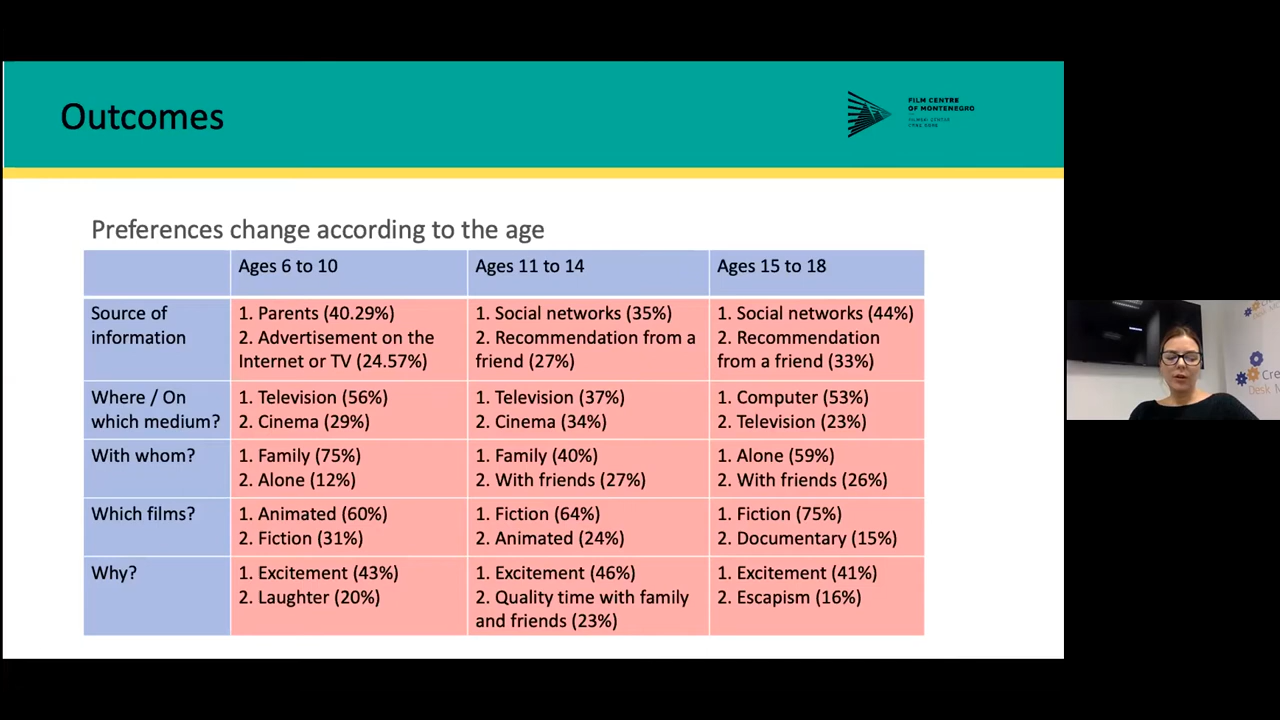 Outcomes
FILM CENTRE
OF MONTENEGRO
FILMSKI CENTAR
CRNE GORE
Preferences change according to the age
Ages 6 to 10
Ages 11 to 14
Ages 15 to 18
Source of
information
1. Parents (40.29%)
2. Advertisement on the
Internet or TV (24.57%)
1. Social networks (35%)
2. Recommendation from a
friend (27%)
1. Social networks (44%)
2. Recommendation
from a friend (33%)
Where / On
which medium?
1. Television (56%)
2. Cinema (29%)
1. Television (37%)
2. Cinema (34%)
1. Computer (53%)
2. Television (23%)
With whom?
1. Family (75%)
2. Alone (12%)
1. Family (40%)
2. With friends (27%)
1. Alone (59%)
2. With friends (26%)
Which films?
1. Animated (60%)
2. Fiction (31%)
1. Fiction (64%)
2. Animated (24%)
1. Fiction (75%)
2. Documentary (15%)
Why?
1. Excitement (43%)
2. Laughter (20%)
1. Excitement (46%)
2. Quality time with family
and friends (23%)
1. Excitement (41%)
2. Escapism (16%)
Cre
Desk M